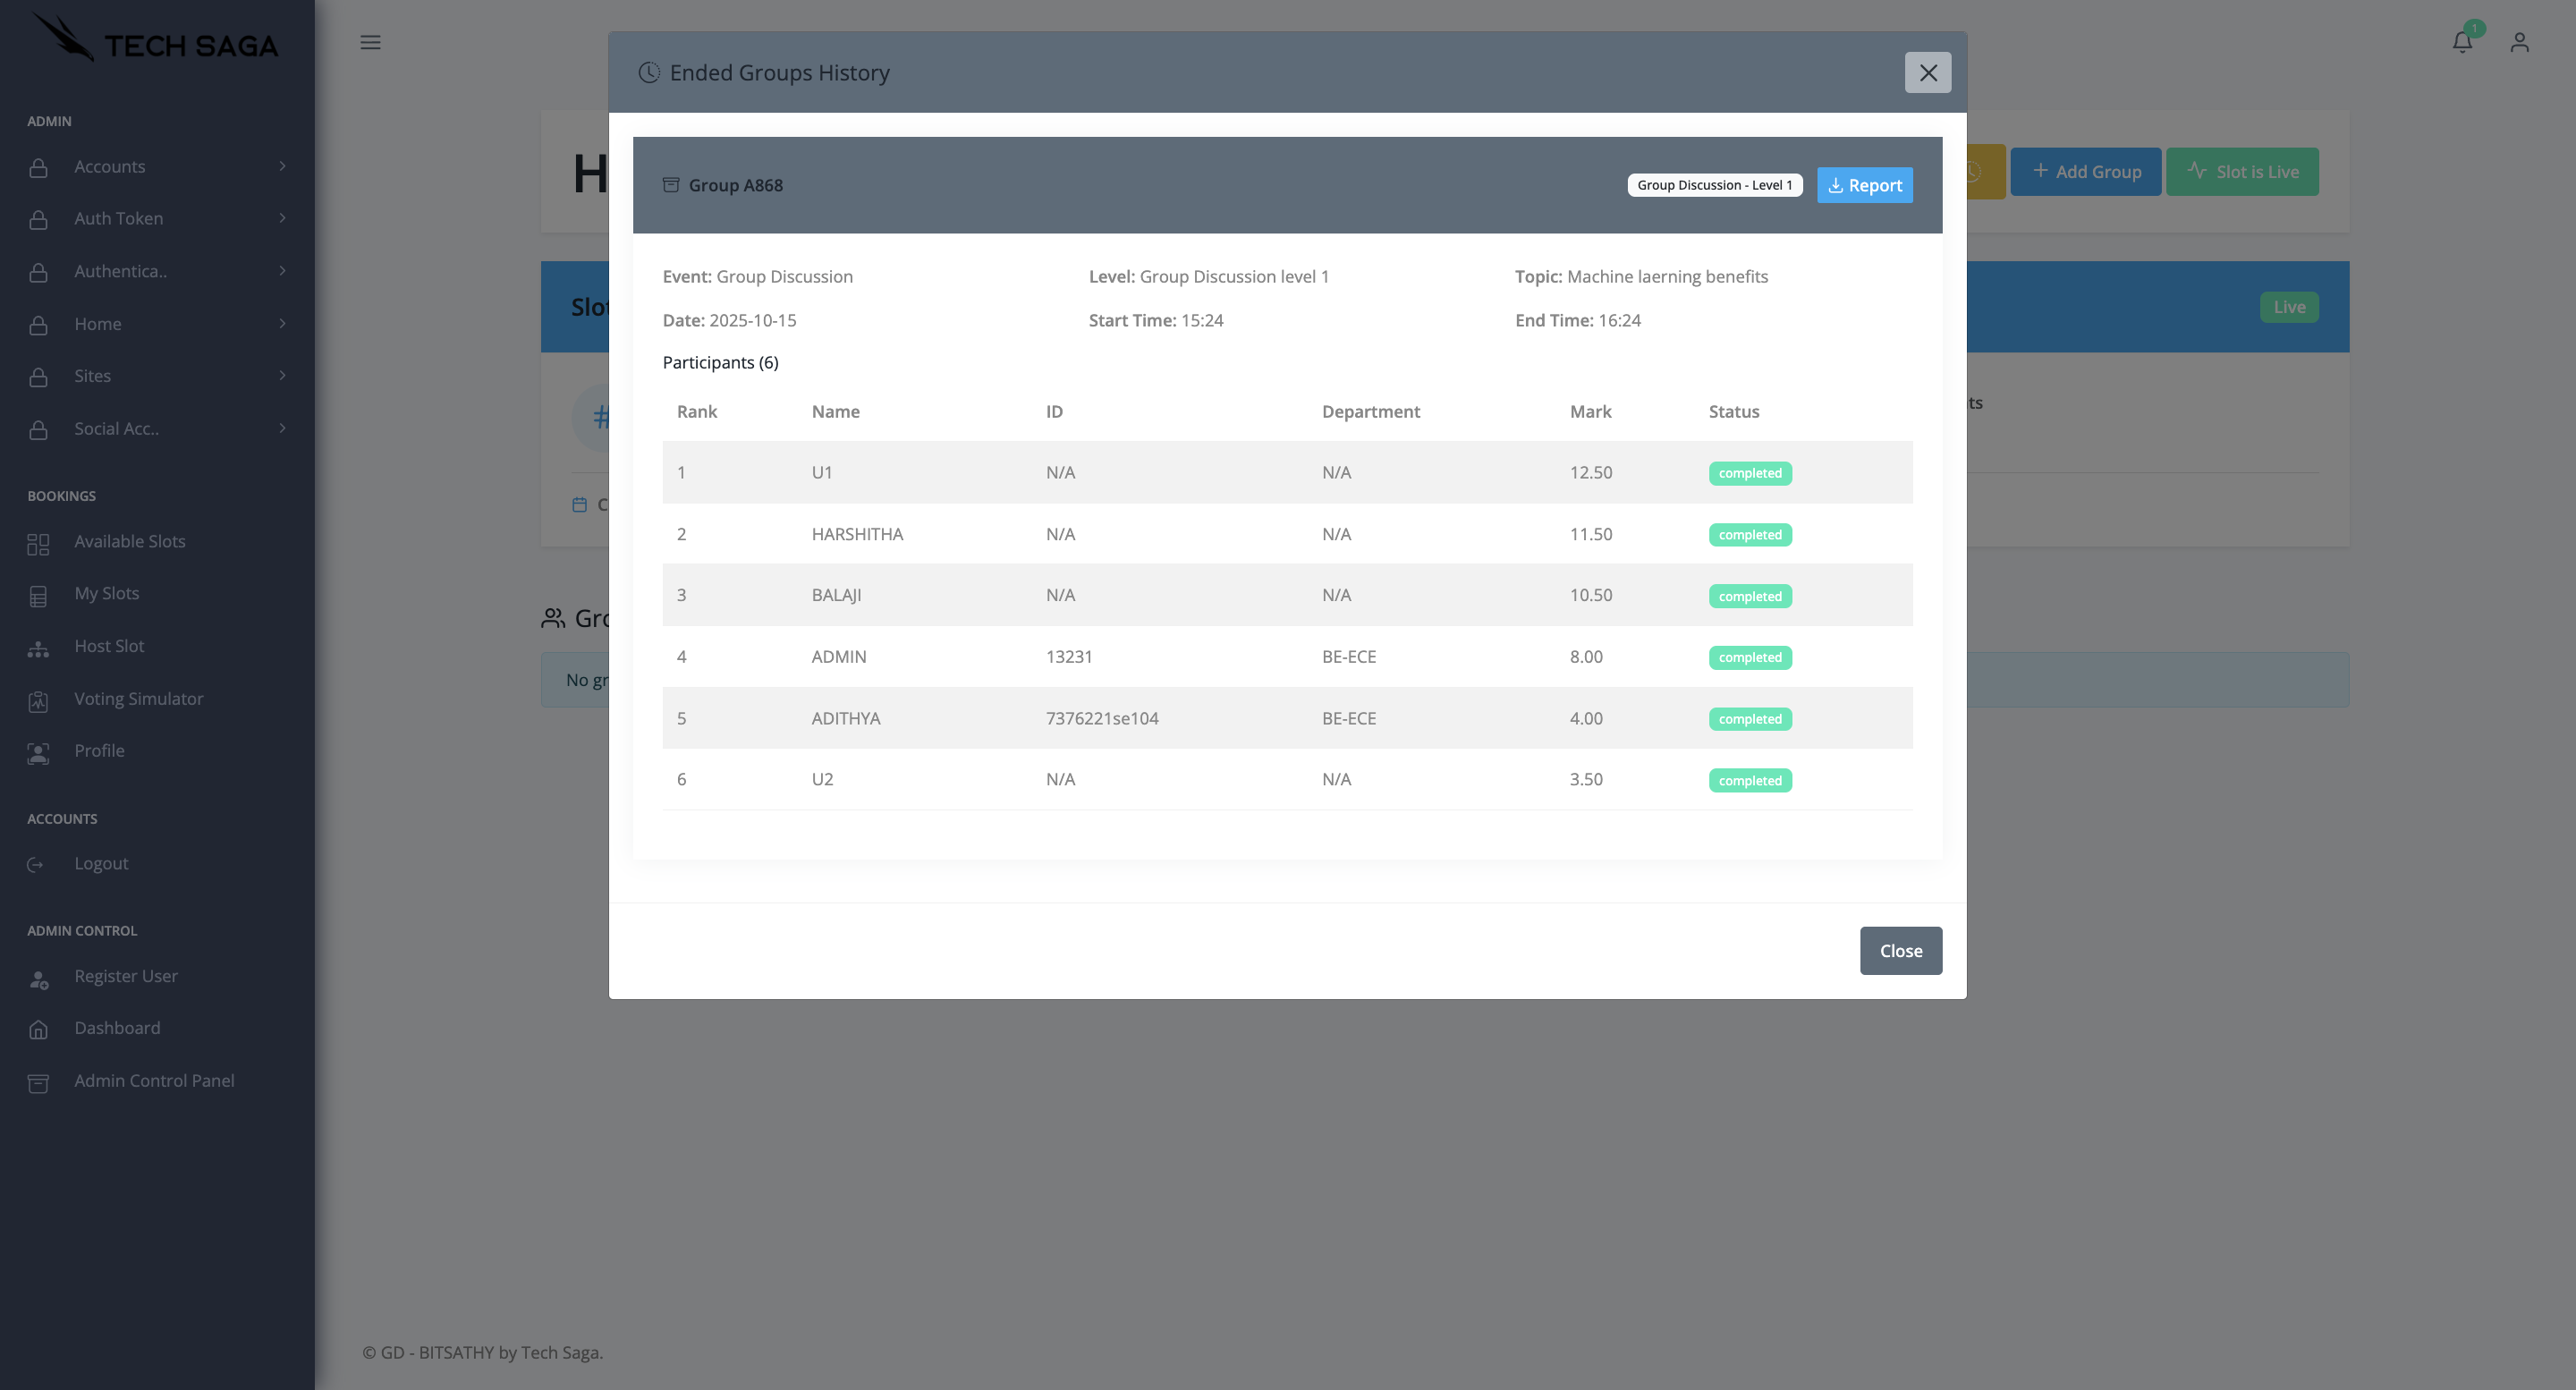 TECH SAGA
ADMIN
Accounts
Auth Token
Authentica..
Home
Sites
Social Acc..
BOOKINGS
Available Slots
My Slots
Host Slot
Voting Simulator
Profile
ACCOUNTS
Logout
ADMIN CONTROL
Register User
Dashboard
Admin Control Panel
1
Add Group
Slot is Live
Live
Ended Groups History
Group A868
Group Discussion - Level 1
Report
Event: Group Discussion
Level: Group Discussion level 1
Topic: Machine laerning benefits
Date: 2025-10-15
Start Time: 15:24
End Time: 16:24
Participants (6)
Rank Name ID Department Mark Status
1 U1 N/A N/A 12.50 completed
2 HARSHITHA N/A N/A 11.50 completed
3 BALAJI N/A N/A 10.50 completed
4 ADMIN 13231 BE-ECE 8.00 completed
5 ADITHYA 7376221se104 BE-ECE 4.00 completed
6 U2 N/A N/A 3.50 completed
Close
© GD - BITSATHY by Tech Saga.